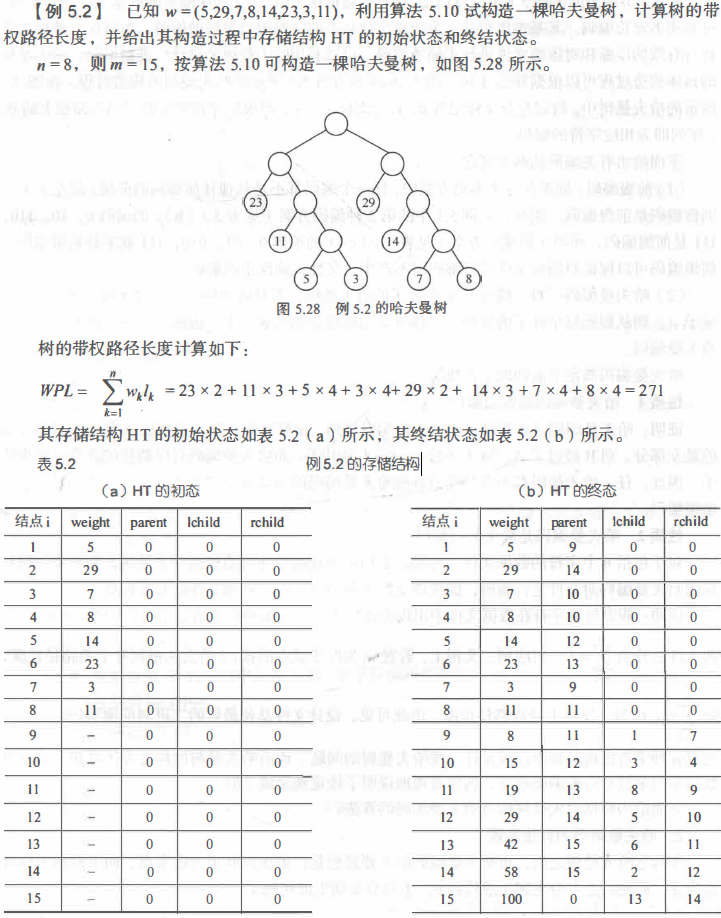 【例 5.2】 已知 w=(5,29,7,8,14,23,3,11)，利用算法 5.10 试构造一棵哈夫曼树，计算树的带
权路径长度，并给出其构造过程中存储结构 HT 的初始状态和终结状态。
n=8，则 m=15，按算法 5.10 可构造一棵哈夫曼树，如图 5.28 所示。
23 29
11 14
5 3 7 8
图 5.28 例 5.2 的哈夫曼树
树的带权路径长度计算如下：
WPL= ∑ n k=1 wklk =23×2+11×3+5×4+3×4+29×2+14×3+7×4+8×4=271
其存储结构 HT 的初始状态如表 5.2（a）所示，其终结状态如表 5.2（b）所示。
表 5.2 例 5.2 的存储结构
（a）HT 的初态 （b）HT 的终态
结点 i weight parent lchild rchild 结点 i weight parent lchild rchild
1 5 0 0 0 1 5 9 0 0
2 29 0 0 0 2 29 14 0 0
3 7 0 0 0 3 7 10 0 0
4 8 0 0 0 4 8 10 0 0
5 14 0 0 0 5 14 12 0 0
6 23 0 0 0 6 23 13 0 0
7 3 0 0 0 7 3 9 0 0
8 11 0 0 0 8 11 11 0 0
9 – 0 0 0 9 8 11 1 7
10 – 0 0 0 10 15 12 3 4
11 – 0 0 0 11 19 13 8 9
12 – 0 0 0 12 29 14 5 10
13 – 0 0 0 13 42 15 6 11
14 – 0 0 0 14 58 15 2 12
15 – 0 0 0 15 100 0 13 14